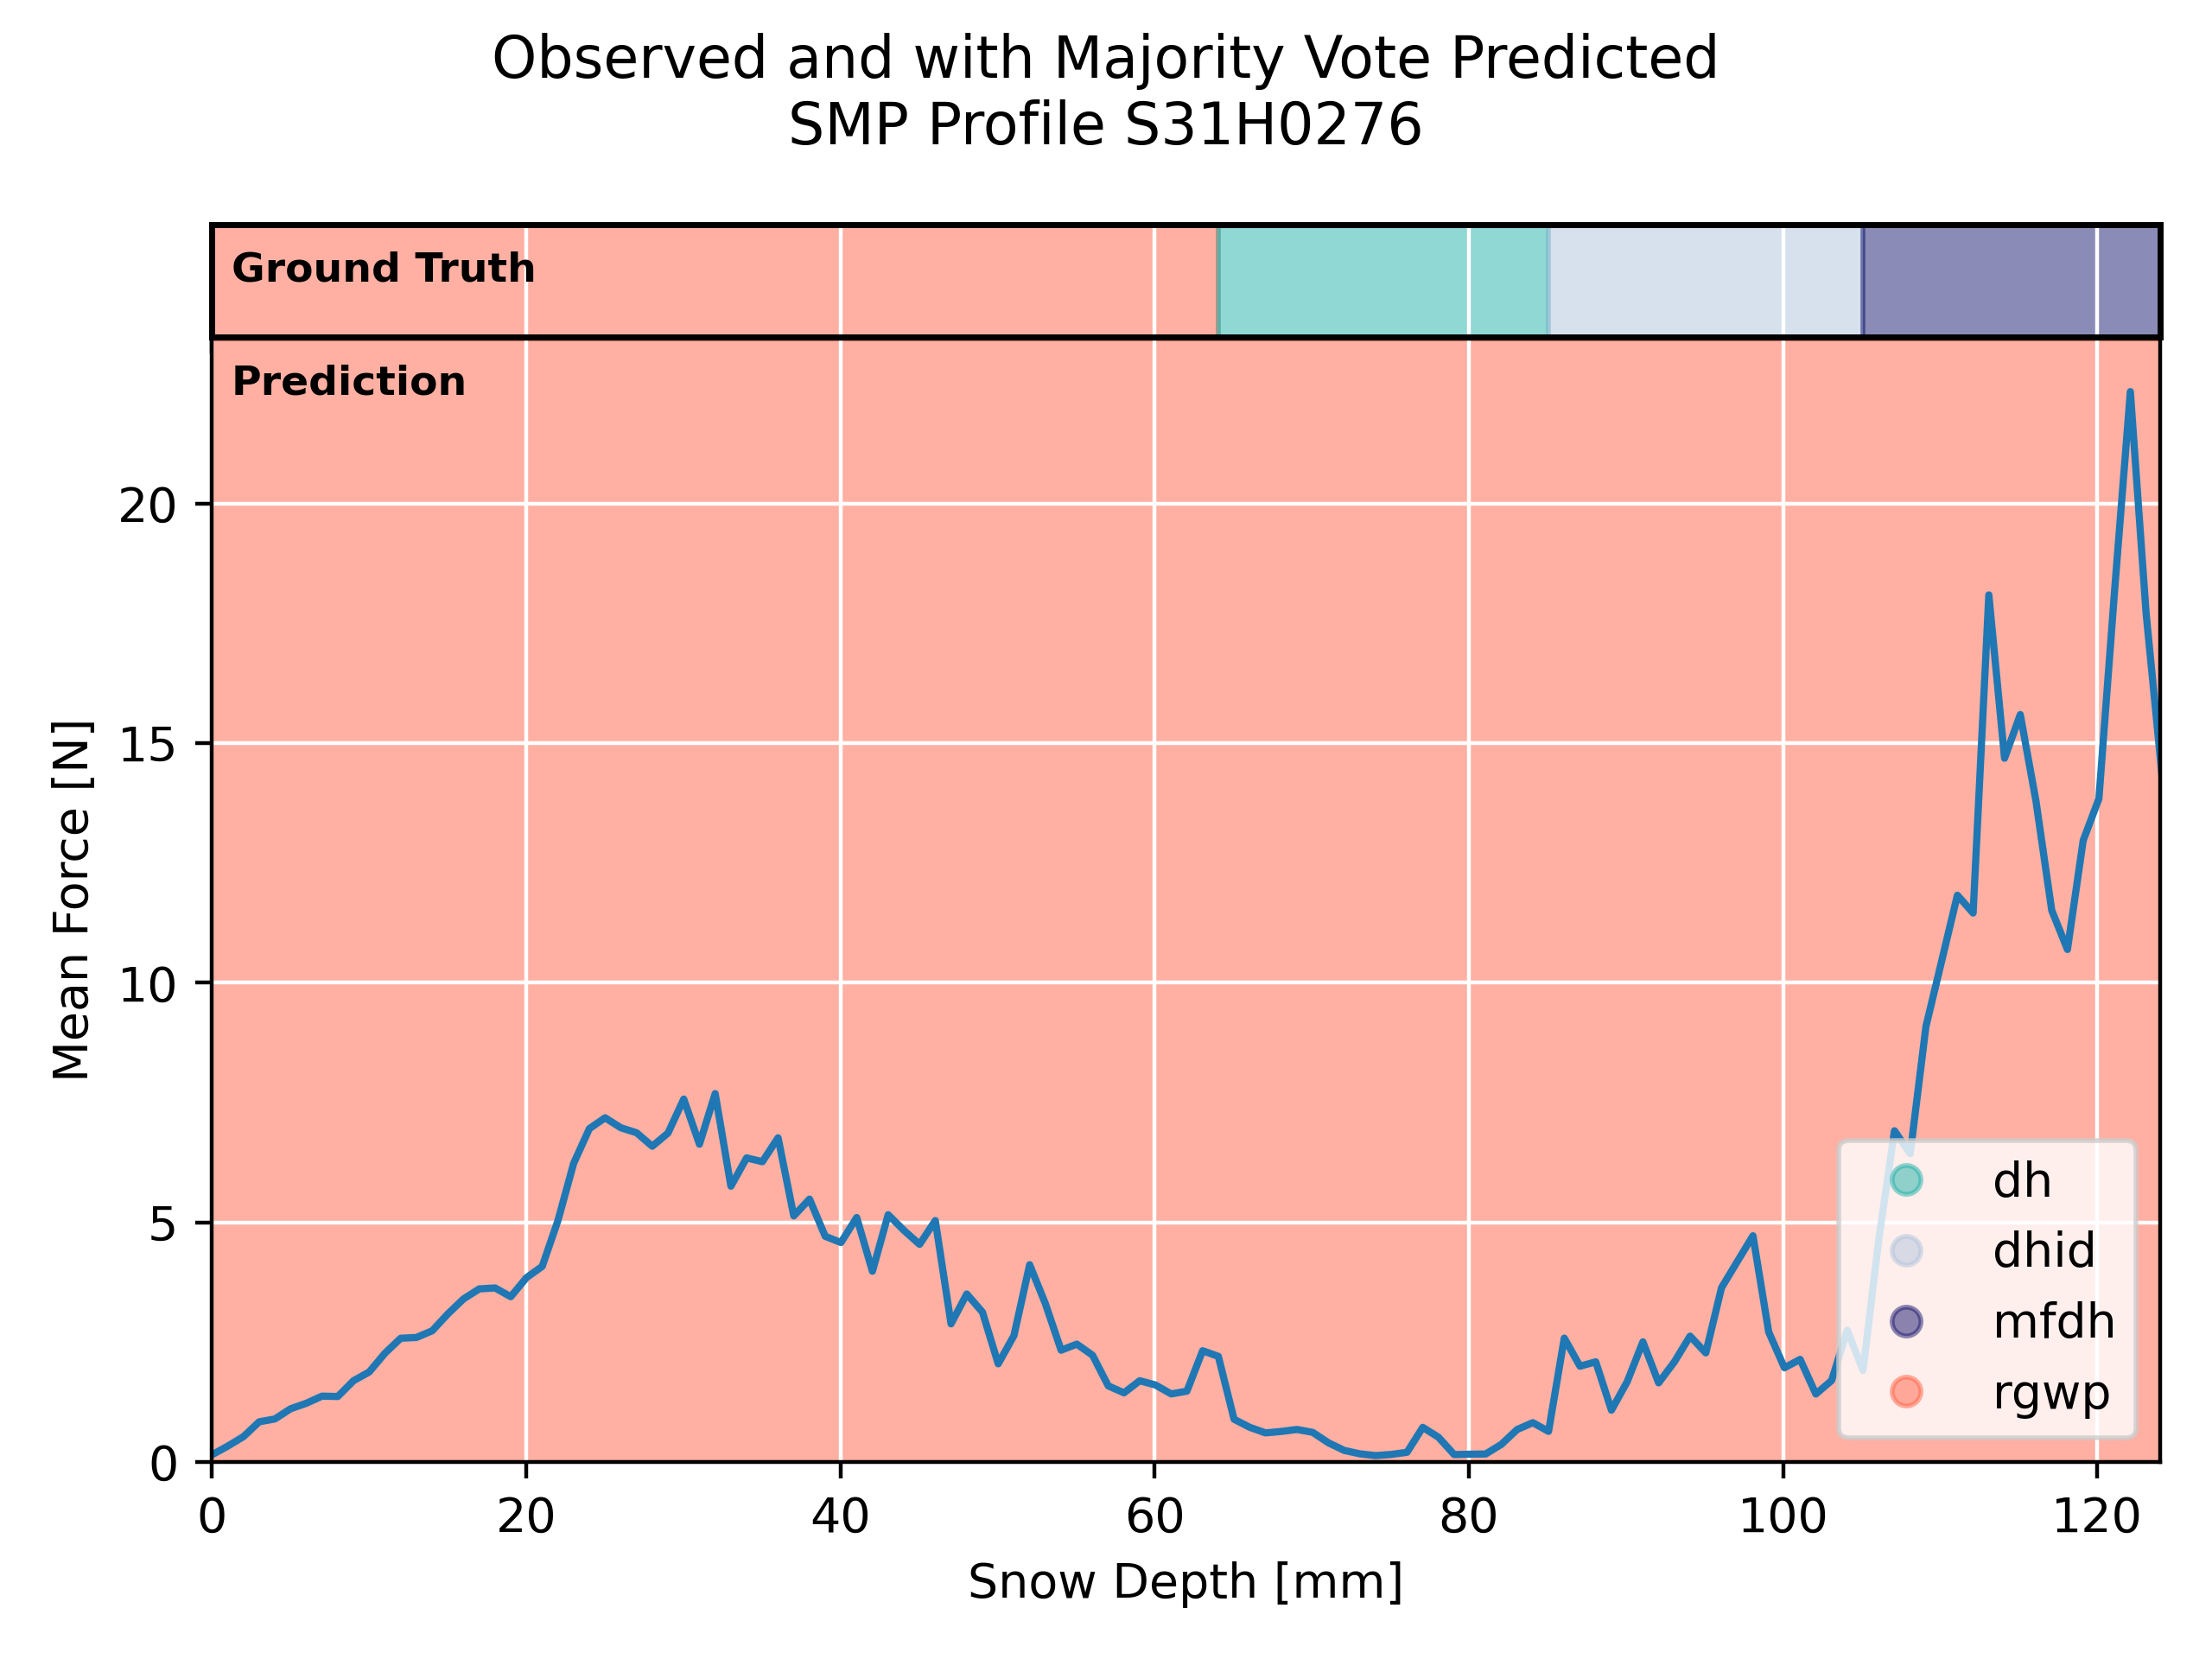 Observed and with Majority Vote Predicted
SMP Profile S31H0276
Ground Truth
Prediction
20
15
10
5
0
Mean Force [N]
dh
dhid
mfdh
rgwp
0 20 40 60 80 100 120
Snow Depth [mm]